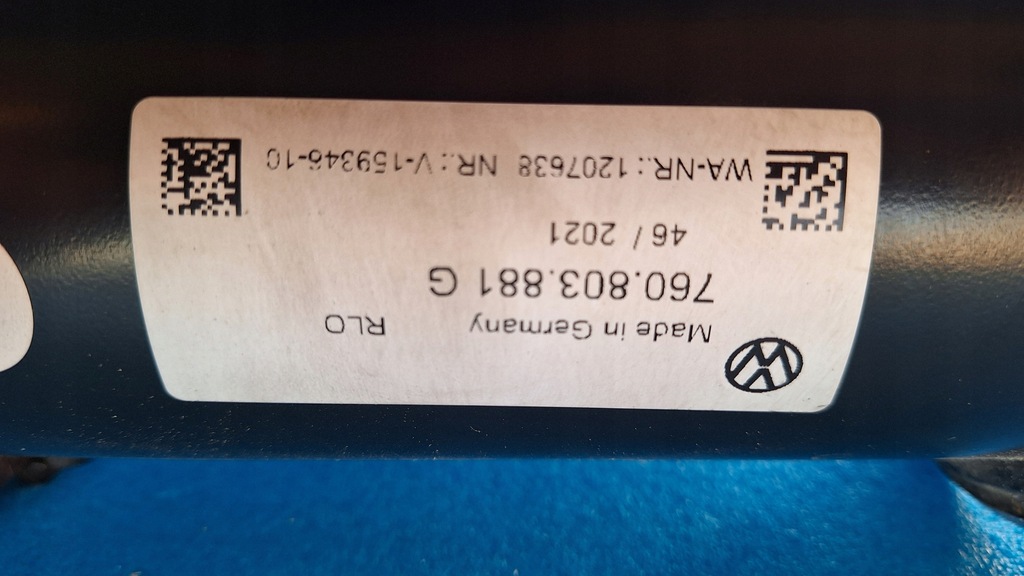 Made in Germany RLO
760.803.881 G
46 / 2021
WA-NR.: 1207638 NR.: V-159346-10